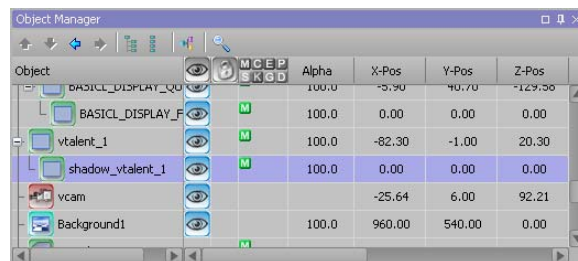 Object Manager
Object M C E P S K G D Alpha X-Pos Y-Pos Z-Pos
BASICL_DISPLAY_QU M 100.0 -5.90 40.70 -129.58
BASICL_DISPLAY_F M 100.0 0.00 0.00 0.00
vtalent_1 M 100.0 -82.30 -1.00 20.30
shadow_vtalent_1 M 100.0 0.00 0.00 0.00
vcam -25.64 6.00 92.21
Background1 100.0 960.00 540.00 0.00
M